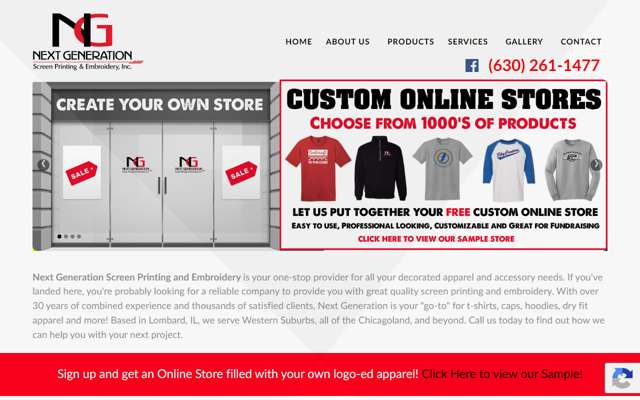 NG
NEXT GENERATION
Screen Printing & Embroidery, Inc.
HOME ABOUT US PRODUCTS SERVICES GALLERY CONTACT
(630) 261-1477
CREATE YOUR OWN STORE
SALE
NG
NEXT GENERATION
NG
NEXT GENERATION
SALE
CUSTOM ONLINE STORES
CHOOSE FROM 1000'S OF PRODUCTS
LET US PUT TOGETHER YOUR FREE CUSTOM ONLINE STORE
EASY TO USE, PROFESSIONAL LOOKING, CUSTOMIZABLE AND GREAT FOR FUNDRAISING
CLICK HERE TO VIEW OUR SAMPLE STORE
Next Generation Screen Printing and Embroidery is your one-stop provider for all your decorated apparel and accessory needs. If you've
landed here, you're probably looking for a reliable company to provide you with great quality screen printing and embroidery. With over
30 years of combined experience and thousands of satisfied clients, Next Generation is your "go-to" for t-shirts, caps, hoodies, dry fit
apparel and more! Based in Lombard, IL, we serve Western Suburbs, all of the Chicagoland, and beyond. Call us today to find out how we
can help you with your next project.
Sign up and get an Online Store filled with your own logo-ed apparel! Click Here to view our Sample!